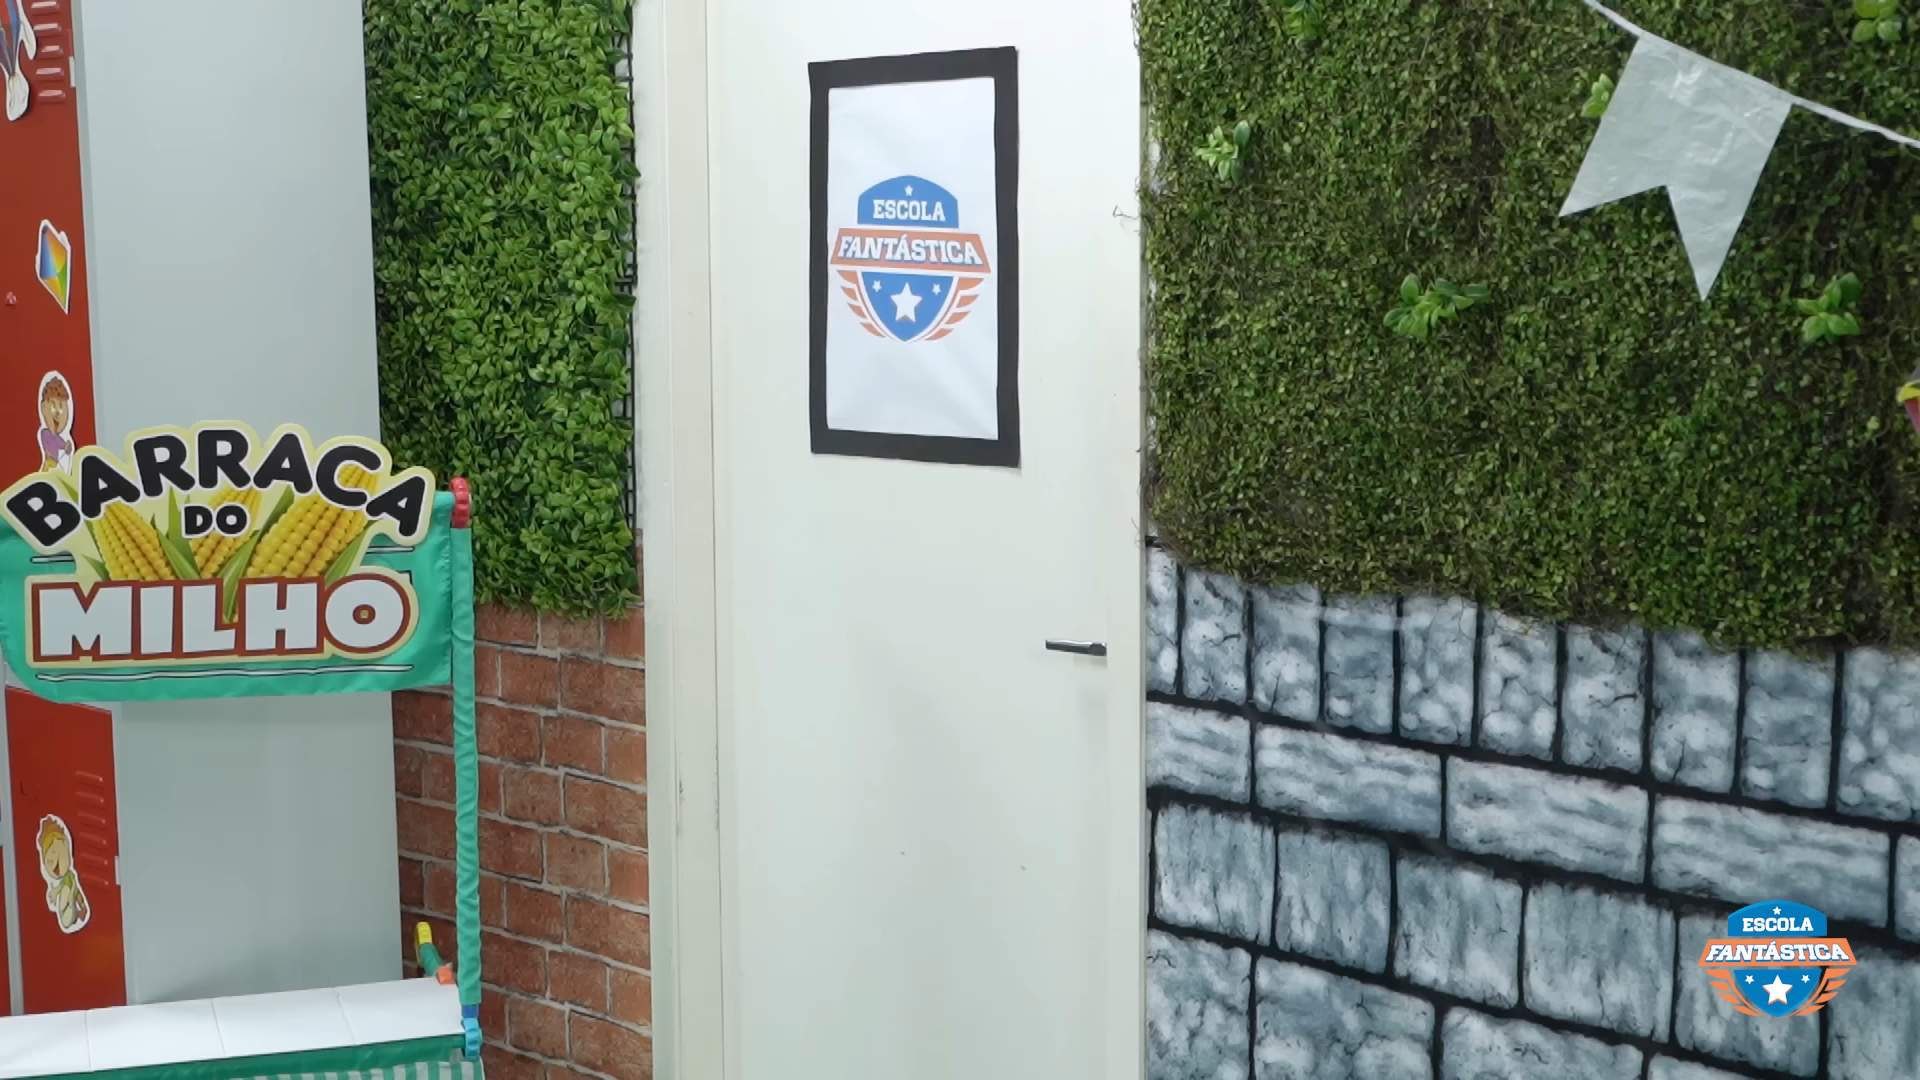 ESCOLA
FANTÁSTICA
BARRACA
DO
MILHO
ESCOLA
FANTÁSTICA